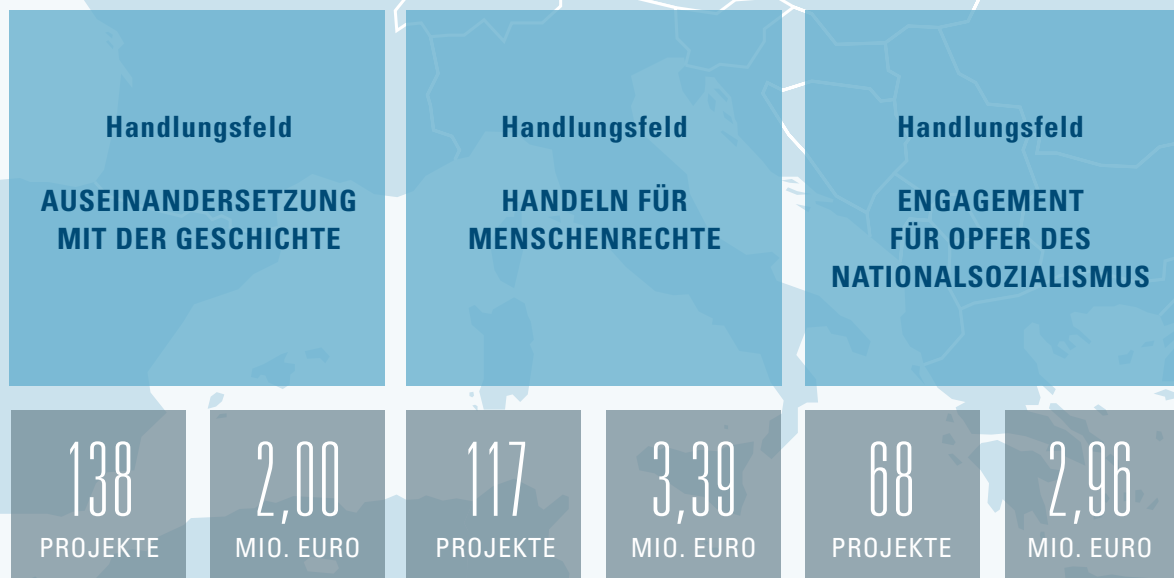 Handlungsfeld
AUSEINANDERSETZUNG
MIT DER GESCHICHTE
138
PROJEKTE
2,00
MIO. EURO
Handlungsfeld
HANDELN FÜR
MENSCHENRECHTE
117
PROJEKTE
3,39
MIO. EURO
Handlungsfeld
ENGAGEMENT
FÜR OPFER DES
NATIONALSOZIALISMUS
68
PROJEKTE
2,96
MIO. EURO